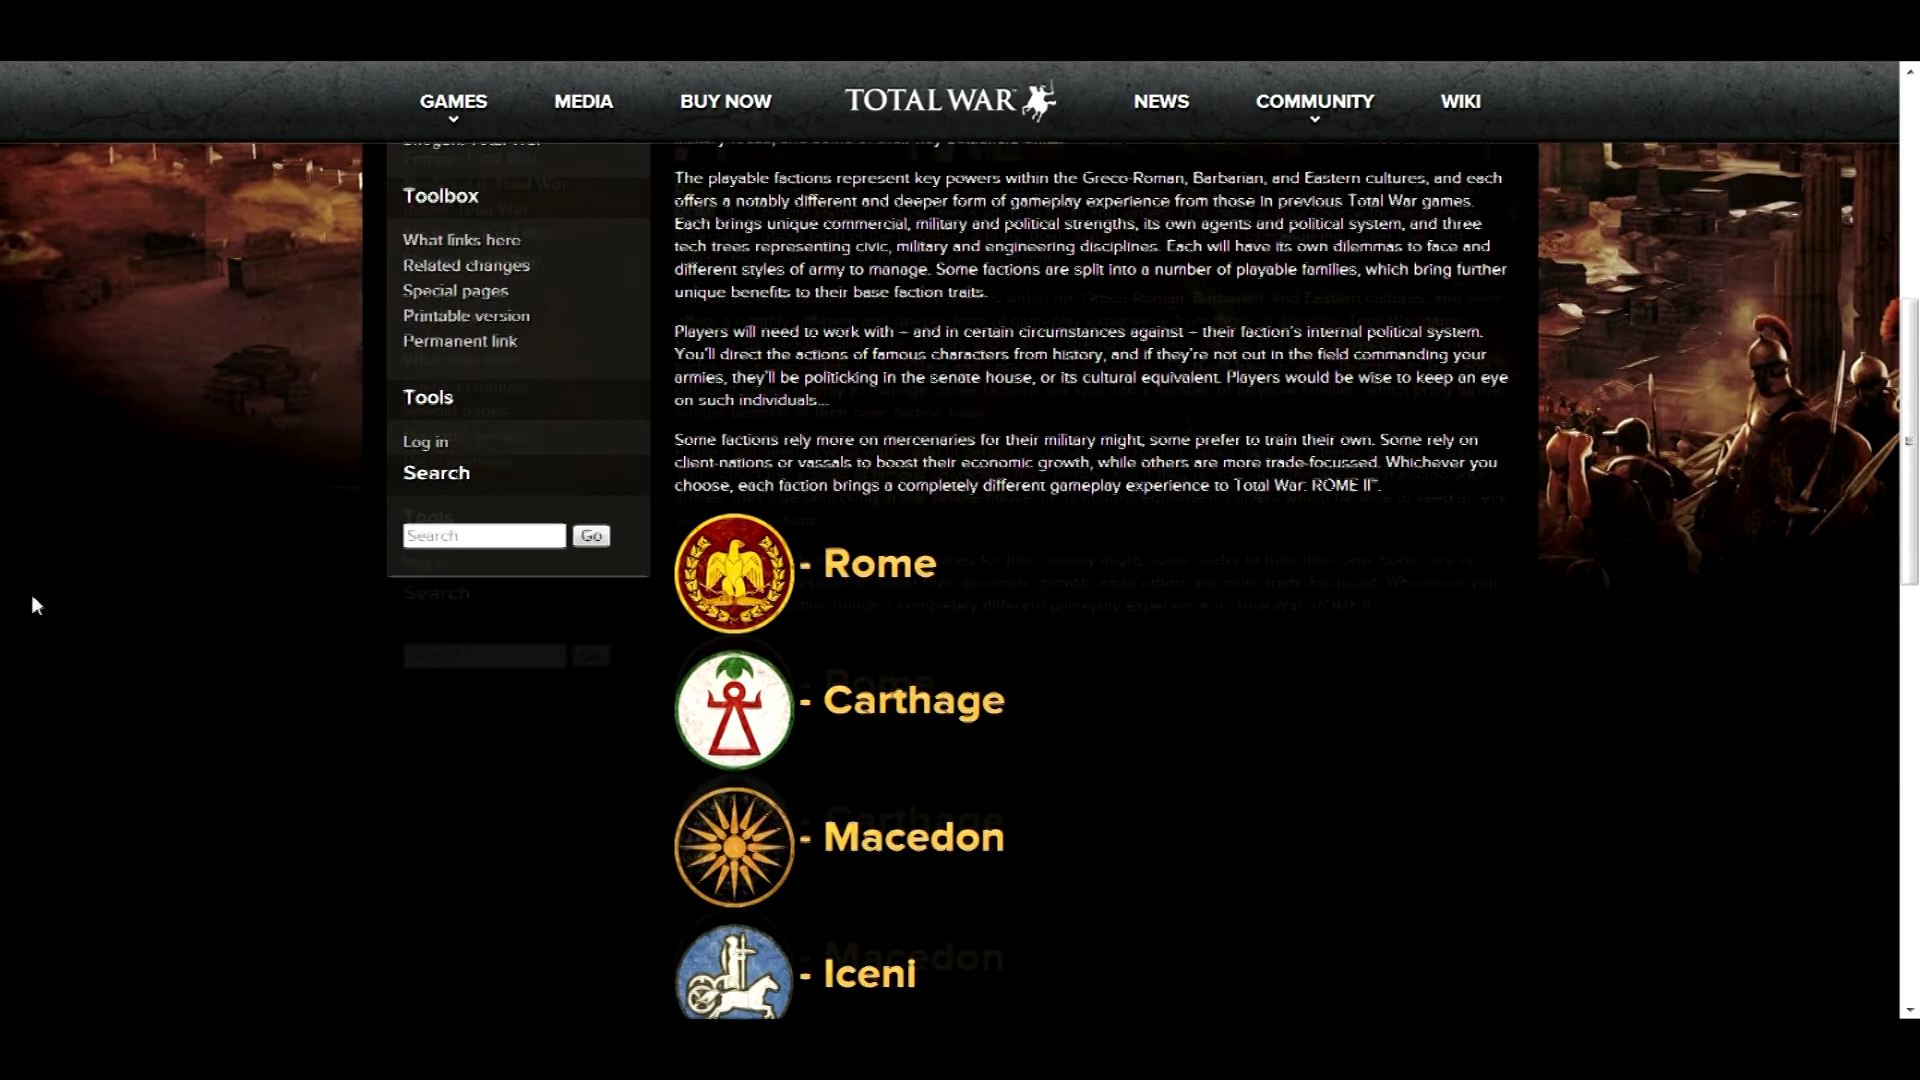 GAMES MEDIA BUY NOW TOTAL WAR NEWS COMMUNITY WIKI
Toolbox
What links here
Related changes
Special pages
Printable version
Permanent link
Tools
Log in
Search
Search Go
The playable factions represent key powers within the Greco-Roman, Barbarian, and Eastern cultures, and each
offers a notably different and deeper form of gameplay experience from those in previous Total War games.
Each brings unique commercial, military and political strengths, its own agents and political system, and three
tech trees representing civic, military and engineering disciplines. Each will have its own dilemmas to face and
different styles of army to manage. Some factions are split into a number of playable families, which bring further
unique benefits to their base faction traits.
Players will need to work with – and in certain circumstances against – their faction's internal political system.
You'll direct the actions of famous characters from history, and if they're not out in the field commanding your
armies, they'll be politicking in the senate house, or its cultural equivalent. Players would be wise to keep an eye
on such individuals...
Some factions rely more on mercenaries for their military might, some prefer to train their own. Some rely on
client-nations or vassals to boost their economic growth, while others are more trade-focussed. Whichever you
choose, each faction brings a completely different gameplay experience to Total War: ROME II™.
- Rome
- Carthage
- Macedon
- Iceni